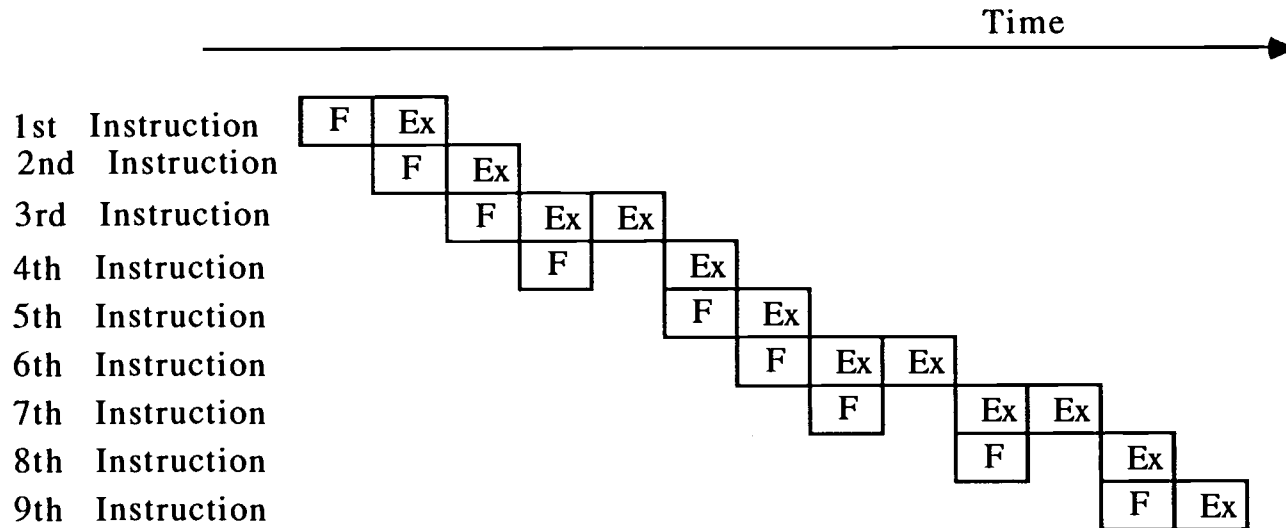 Time
1st Instruction F Ex
2nd Instruction F Ex
3rd Instruction F Ex Ex
4th Instruction F Ex
5th Instruction F Ex
6th Instruction F Ex Ex
7th Instruction F Ex Ex
8th Instruction F Ex
9th Instruction F Ex